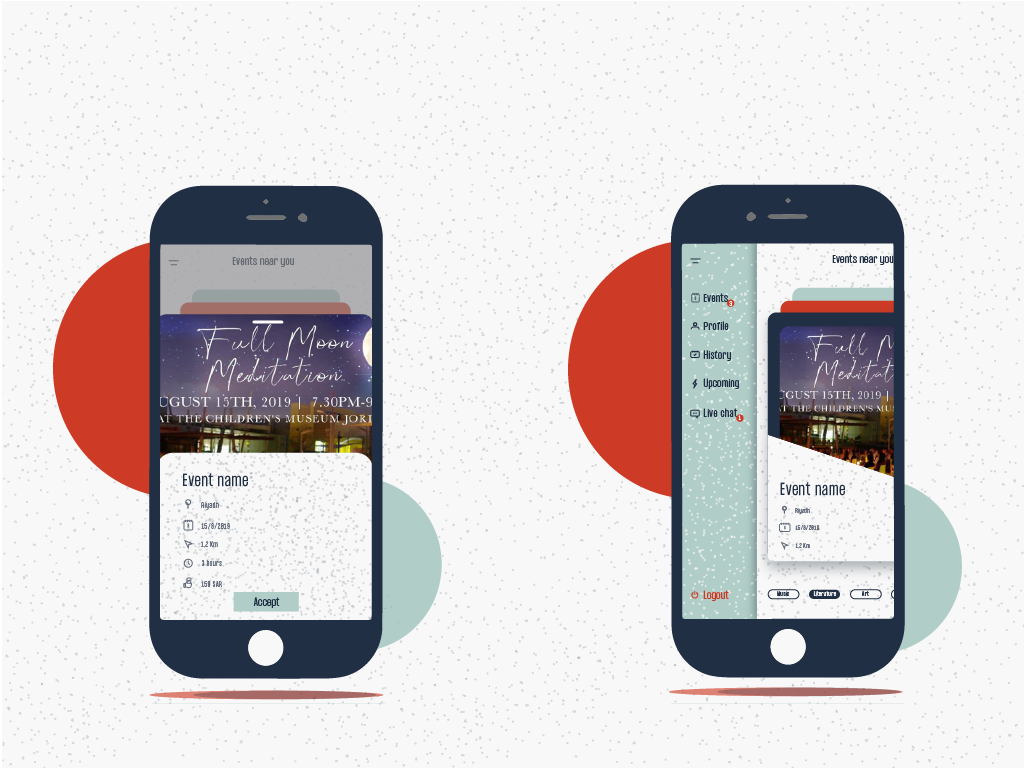 Events near you
Full Moon
Meditation
UGUST 15TH, 2019 | 7.30PM-9
AT THE CHILDREN'S MUSEUM JORD
Event name
Riyadh
15/8/2019
1.2 Km
3 hours
150 SAR
Accept
Events near you
Events 3
Profile
History
Upcoming
Live chat 1
Logout
Full M
Meditat
UGUST 15TH, 2019 |
AT THE CHILDREN'S MUS
Event name
Riyadh
15/8/2019
1.2 Km
Music Literature Art